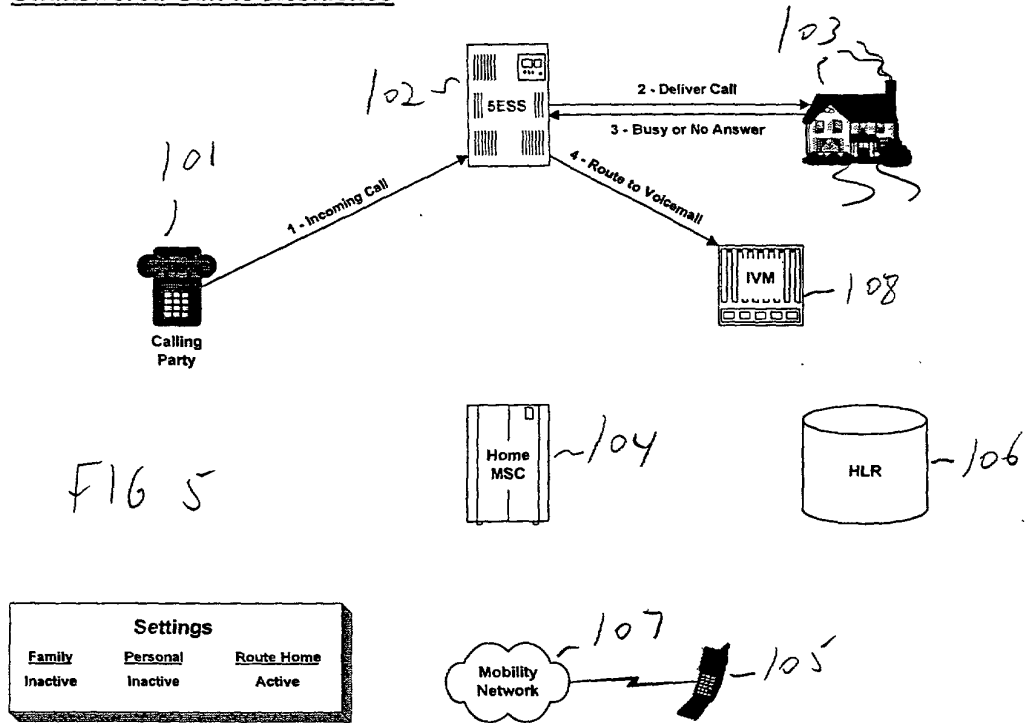 103
102
5ESS
2 - Deliver Call
3 - Busy or No Answer
101
1 - Incoming Call
4 - Route to Voicemail
IVM
108
Calling
Party
Home
MSC
104
HLR
106
FIG 5
Settings
Family Personal Route Home
Inactive Inactive Active
107
Mobility
Network
105